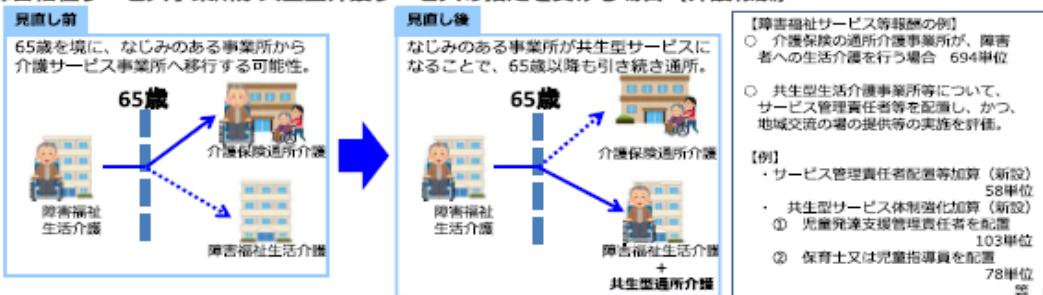 見直し前
65歳を境に、なじみのある事業所から
介護サービス事業所へ移行する可能性。
65歳
介護保険通所介護
障害福祉
生活介護
障害福祉生活介護
見直し後
なじみのある事業所が共生型サービスに
なることで、65歳以降も引き続き通所。
65歳
介護保険通所介護
障害福祉
生活介護
障害福祉生活介護
+
共生型通所介護
【障害福祉サービス等報酬の例】
○ 介護保険の通所介護事業所が、障害
者への生活介護を行う場合 694単位
○ 共生型生活介護事業所等について、
サービス管理責任者等を配置し、かつ、
地域交流の場の提供等の実施を評価。
【例】
・サービス管理責任者配置等加算（新設）
58単位
・ 共生型サービス体制強化加算（新設）
① 児童発達支援管理責任者を配置
103単位
② 保育士又は児童指導員を配置
78単位
等